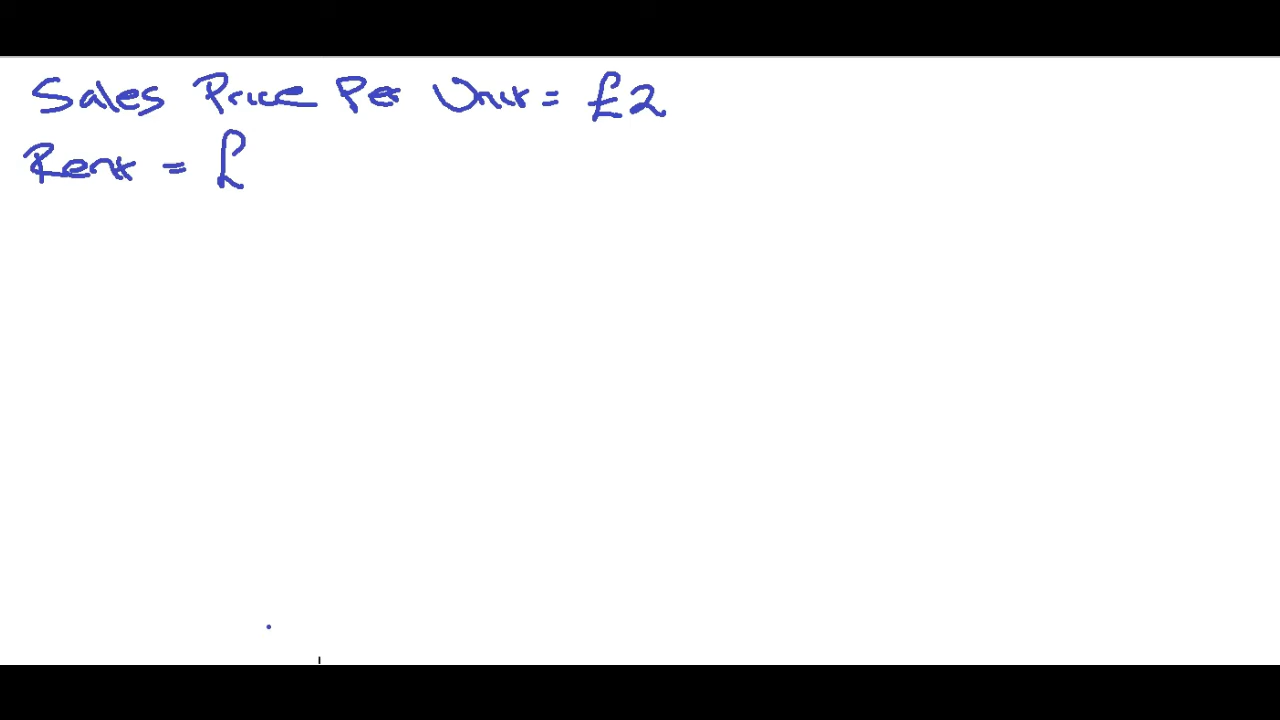 Sales Price Per Unit = £2
Rent = £